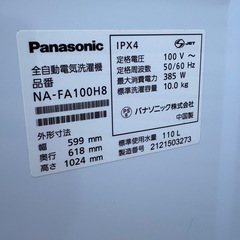 Panasonic
全自動電気洗濯機
品番
NA-FA100H8
外形寸法
幅 599 mm
奥行 618 mm
高さ 1024 mm
IPX4
JET
定格電圧 100 V~
定格周波数 50/60 Hz
最大消費電力 385 W
洗濯容量 10.0 kg
パナソニック株式会社
中国製
標準使用水量 110 L
製造番号 2121503273